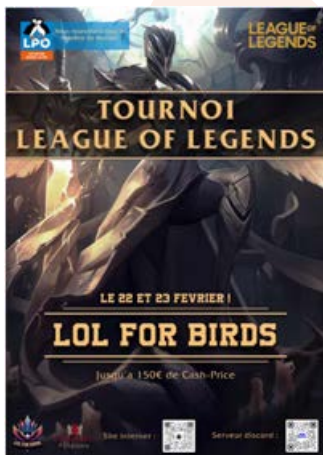 LPO
LEAGUE OF
LEGENDS
TOURNOI
LEAGUE OF LEGENDS
LE 22 ET 23 FEVRIER !
LOL FOR BIRDS
Jusqu'a 150€ de Cash-Price
Site Internet :
Serveur discord :